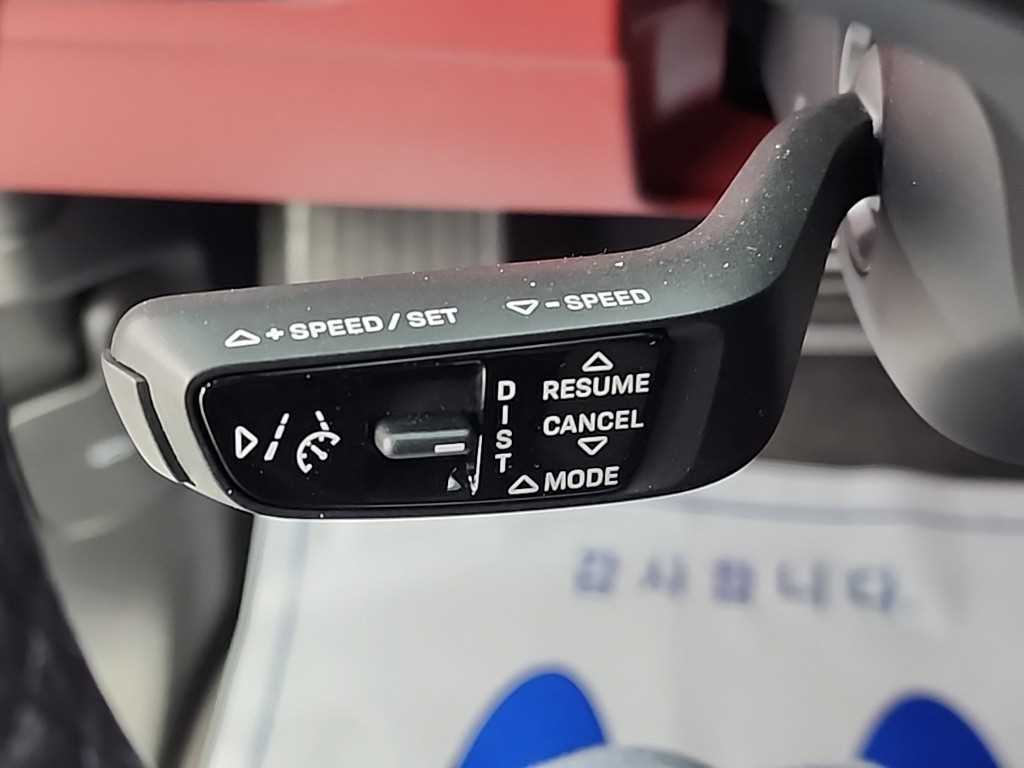 + SPEED / SET
- SPEED
DIST
RESUME
CANCEL
MODE
감사합니다